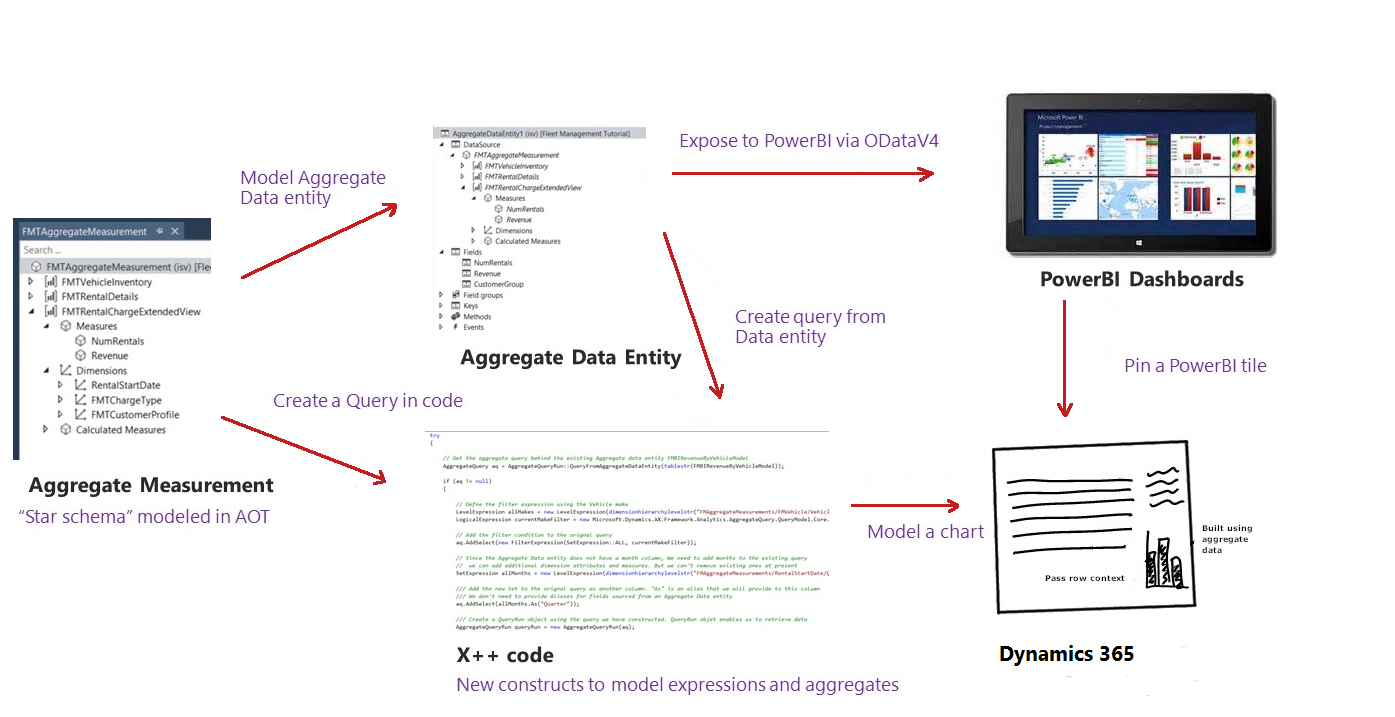 FMTAggregateMeasurement
Search ...
FMTAggregateMeasurement (isv) [Flee
FMTVehicleInventory
FMTRentalDetails
FMTRentalChargeExtendedView
Measures
NumRentals
Revenue
Dimensions
RentalStartDate
FMTChargeType
FMTCustomerProfile
Calculated Measures
Aggregate Measurement
“Star schema” modeled in AOT
Model Aggregate
Data entity
Create a Query in code
AggregateDataEntity1 (isv) [Fleet Management Tutorial]
DataSource
FMTAggregateMeasurement
FMTVehicleInventory
FMTRentalDetails
FMTRentalChargeExtendedView
Measures
NumRentals
Revenue
Dimensions
Calculated Measures
Fields
NumRentals
Revenue
CustomerGroup
Field groups
Keys
Methods
Events
Aggregate Data Entity
Expose to PowerBI via ODataV4
Create query from
Data entity
Microsoft Power BI
Project management
PowerBI Dashboards
Pin a PowerBI tile
try
{
// Get the aggregate query behind the existing Aggregate data entity FMBIRevenueByVehicleModel
AggregateQuery aq = AggregateQueryRun::QueryFromAggregateDataEntity(tablestr(FMBIRevenueByVehicleModel));
if (aq != null)
{
// Define the filter expression using the Vehicle make
LevelExpression allMakes = new LevelExpression(dimensionhierarchylevelstr("FMAggregateMeasurements/FMVehicle/Vehicl
LogicalExpression currentMakeFilter = new Microsoft.Dynamics.AX.Framework.Analytics.AggregateQuery.QueryModel.Core.
// Add the filter condition to the orignal query
aq.AddSelect(new FilterExpression(SetExpression::ALL, currentMakeFilter));
// Since the Aggregate Data entity does not have a month column, We need to add months to the existing query
// we can add additional dimension attributes and measures. But we can't remove existing ones at present
SetExpression allMonths = new LevelExpression(dimensionhierarchylevelstr("FMAggregateMeasurements/RentalStartDate/Q
/// Add the new Set to the orignal query as another column. "As" is an alias that we will provide to this column
/// We don't need to provide Aliases for fields sourced from an Aggregate Data entity
aq.AddSelect(allMonths.As("Quarter"));
/// Create a QueryRun object using the query we have constructed. QueryRun objet enables us to retrieve data
AggregateQueryRun queryRun = new AggregateQueryRun(aq);
X++ code
New constructs to model expressions and aggregates
Model a chart
Pass row context
Built using
aggregate
data
Dynamics 365